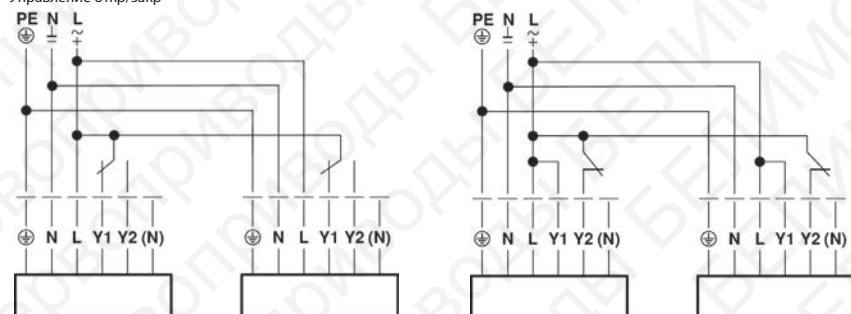 Управление откр/закр
PE N L PE N L
~ ~
+ +
N L Y1 Y2 (N) N L Y1 Y2 (N) N L Y1 Y2 (N) N L Y1 Y2 (N)